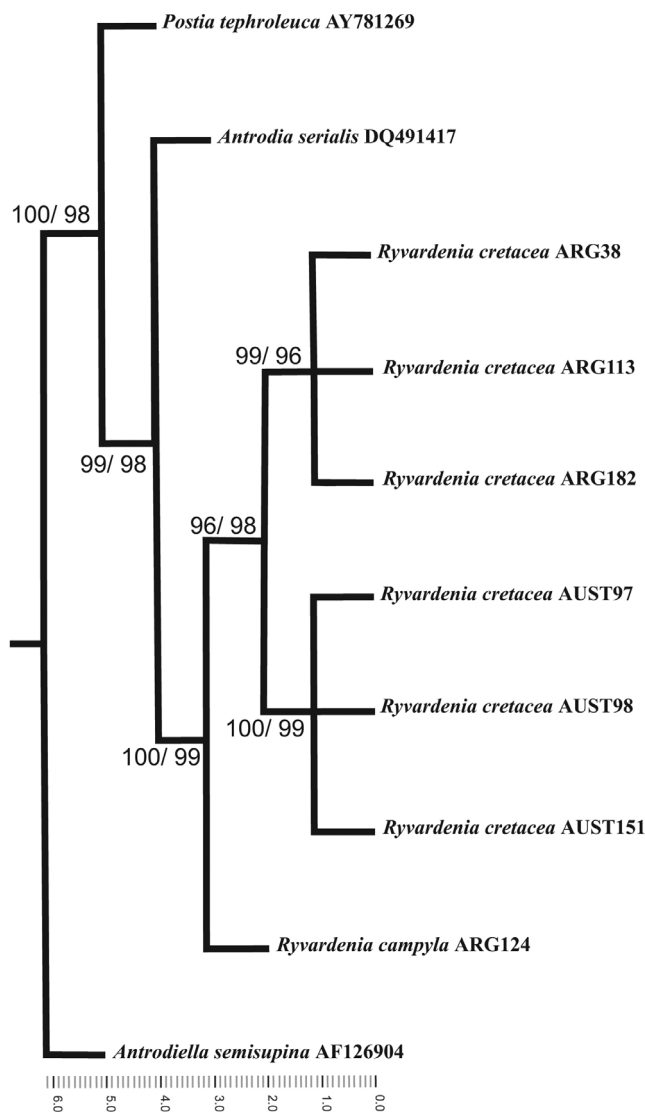 Postia tephroleuca AY781269
Antrodia serialis DQ491417
100/ 98
Ryvardenia cretacea ARG38
99/ 96
Ryvardenia cretacea ARG113
99/ 98
Ryvardenia cretacea ARG182
96/ 98
Ryvardenia cretacea AUST97
Ryvardenia cretacea AUST98
100/ 99
100/ 99
Ryvardenia cretacea AUST151
Ryvardenia campyla ARG124
Antrodiella semisupina AF126904
6.0 5.0 4.0 3.0 2.0 1.0 0.0